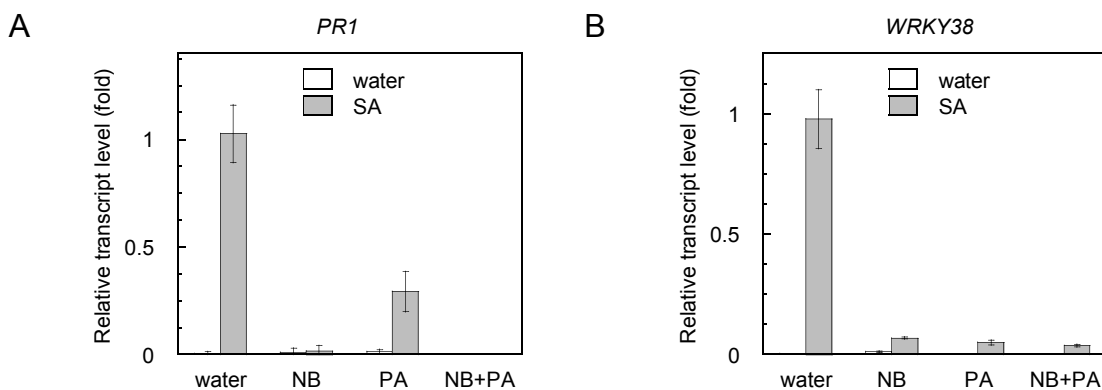 A
PR1
Relative transcript level (fold)
water
SA
1
0.5
0
water NB PA NB+PA
B
WRKY38
Relative transcript level (fold)
water
SA
1
0.5
0
water NB PA NB+PA